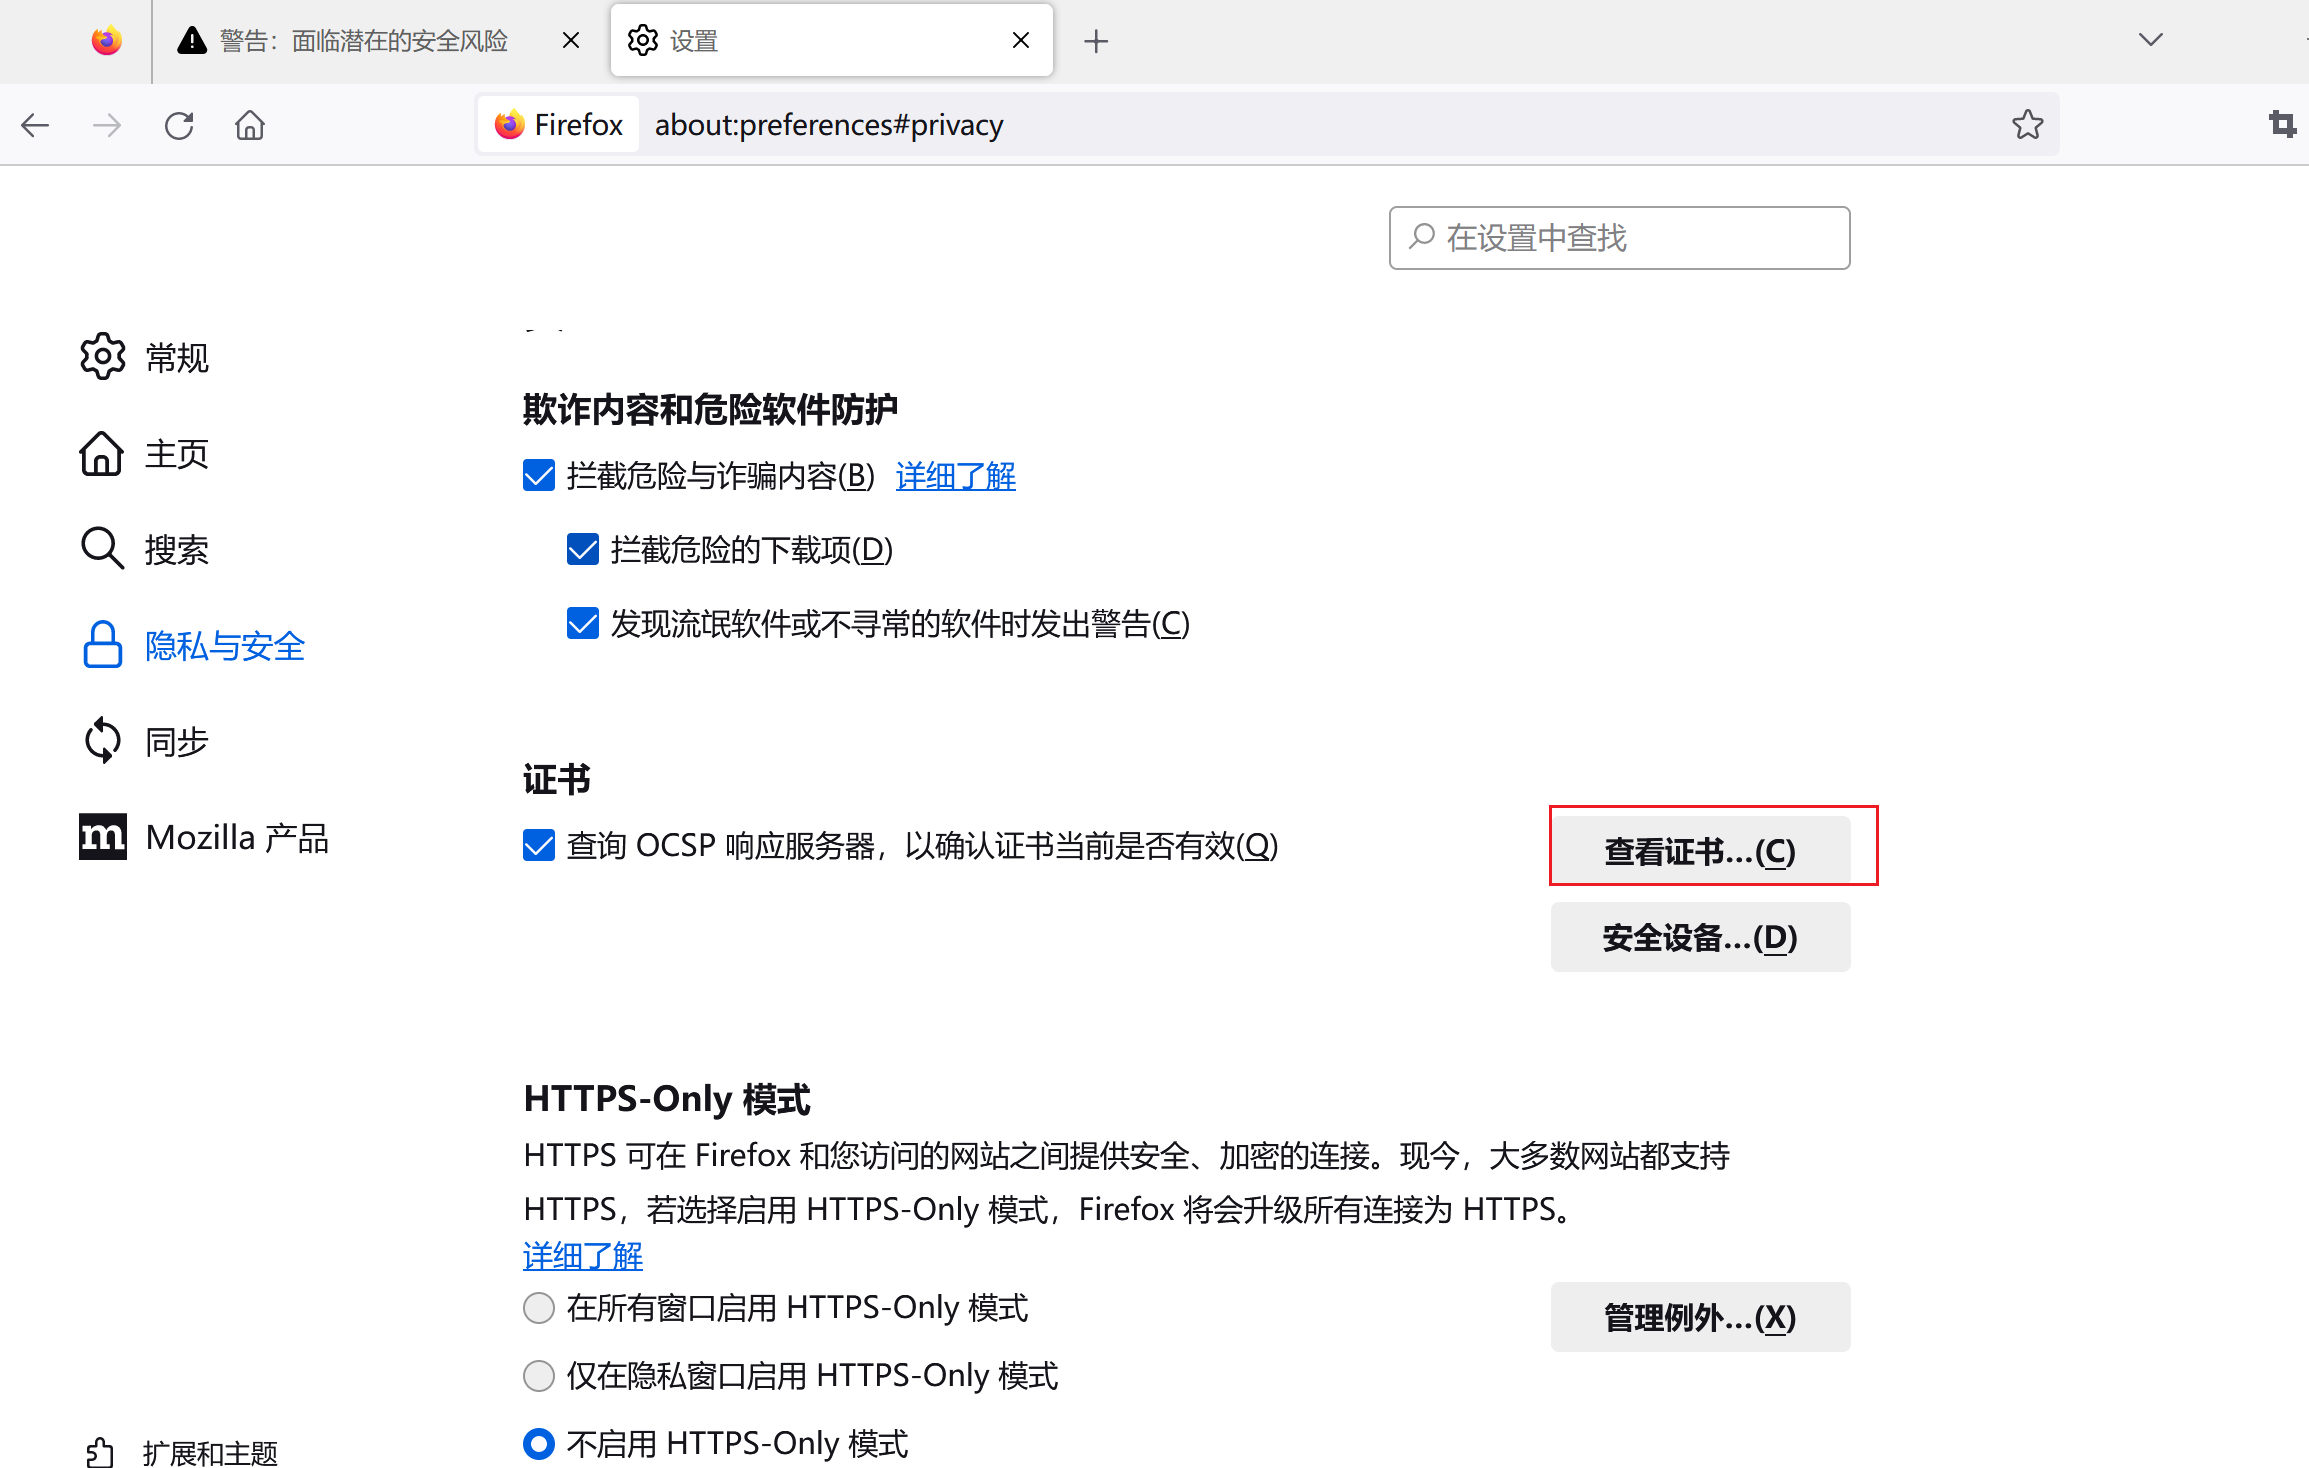 警告：面临潜在的安全风险
设置
Firefox
about:preferences#privacy
在设置中查找
常规
主页
搜索
隐私与安全
同步
Mozilla 产品
扩展和主题
欺诈内容和危险软件防护
拦截危险与诈骗内容(B) 详细了解
拦截危险的下载项(D)
发现流氓软件或不寻常的软件时发出警告(C)
证书
查询 OCSP 响应服务器，以确认证书当前是否有效(Q)
查看证书...(C)
安全设备...(D)
HTTPS-Only 模式
HTTPS 可在 Firefox 和您访问的网站之间提供安全、加密的连接。现今，大多数网站都支持
HTTPS，若选择启用 HTTPS-Only 模式，Firefox 将会升级所有连接为 HTTPS。
详细了解
在所有窗口启用 HTTPS-Only 模式
管理例外...(X)
仅在隐私窗口启用 HTTPS-Only 模式
不启用 HTTPS-Only 模式